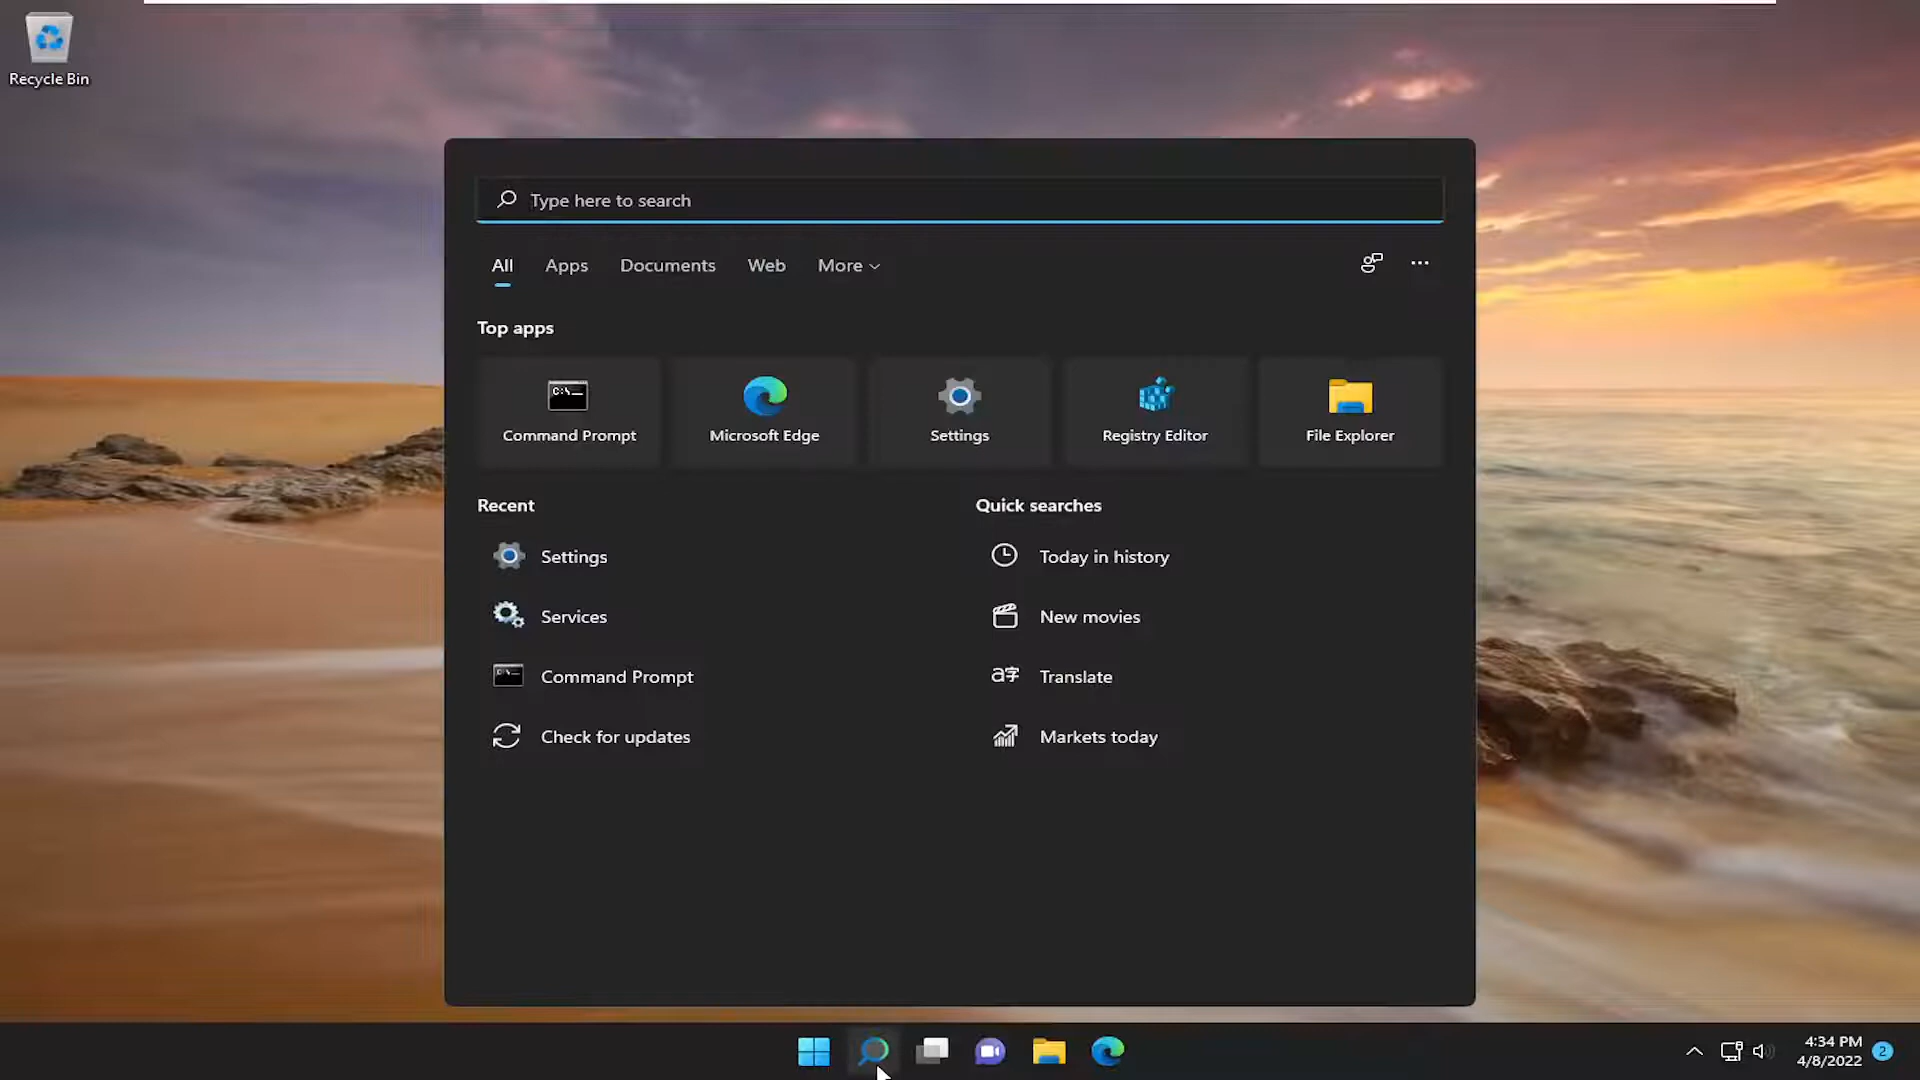 Recycle Bin
Type here to search
All Apps Documents Web More
Top apps
Command Prompt Microsoft Edge Settings Registry Editor File Explorer
Recent Quick searches
Settings Today in history
Services New movies
Command Prompt Translate
Check for updates Markets today
4:34 PM
4/8/2022 2